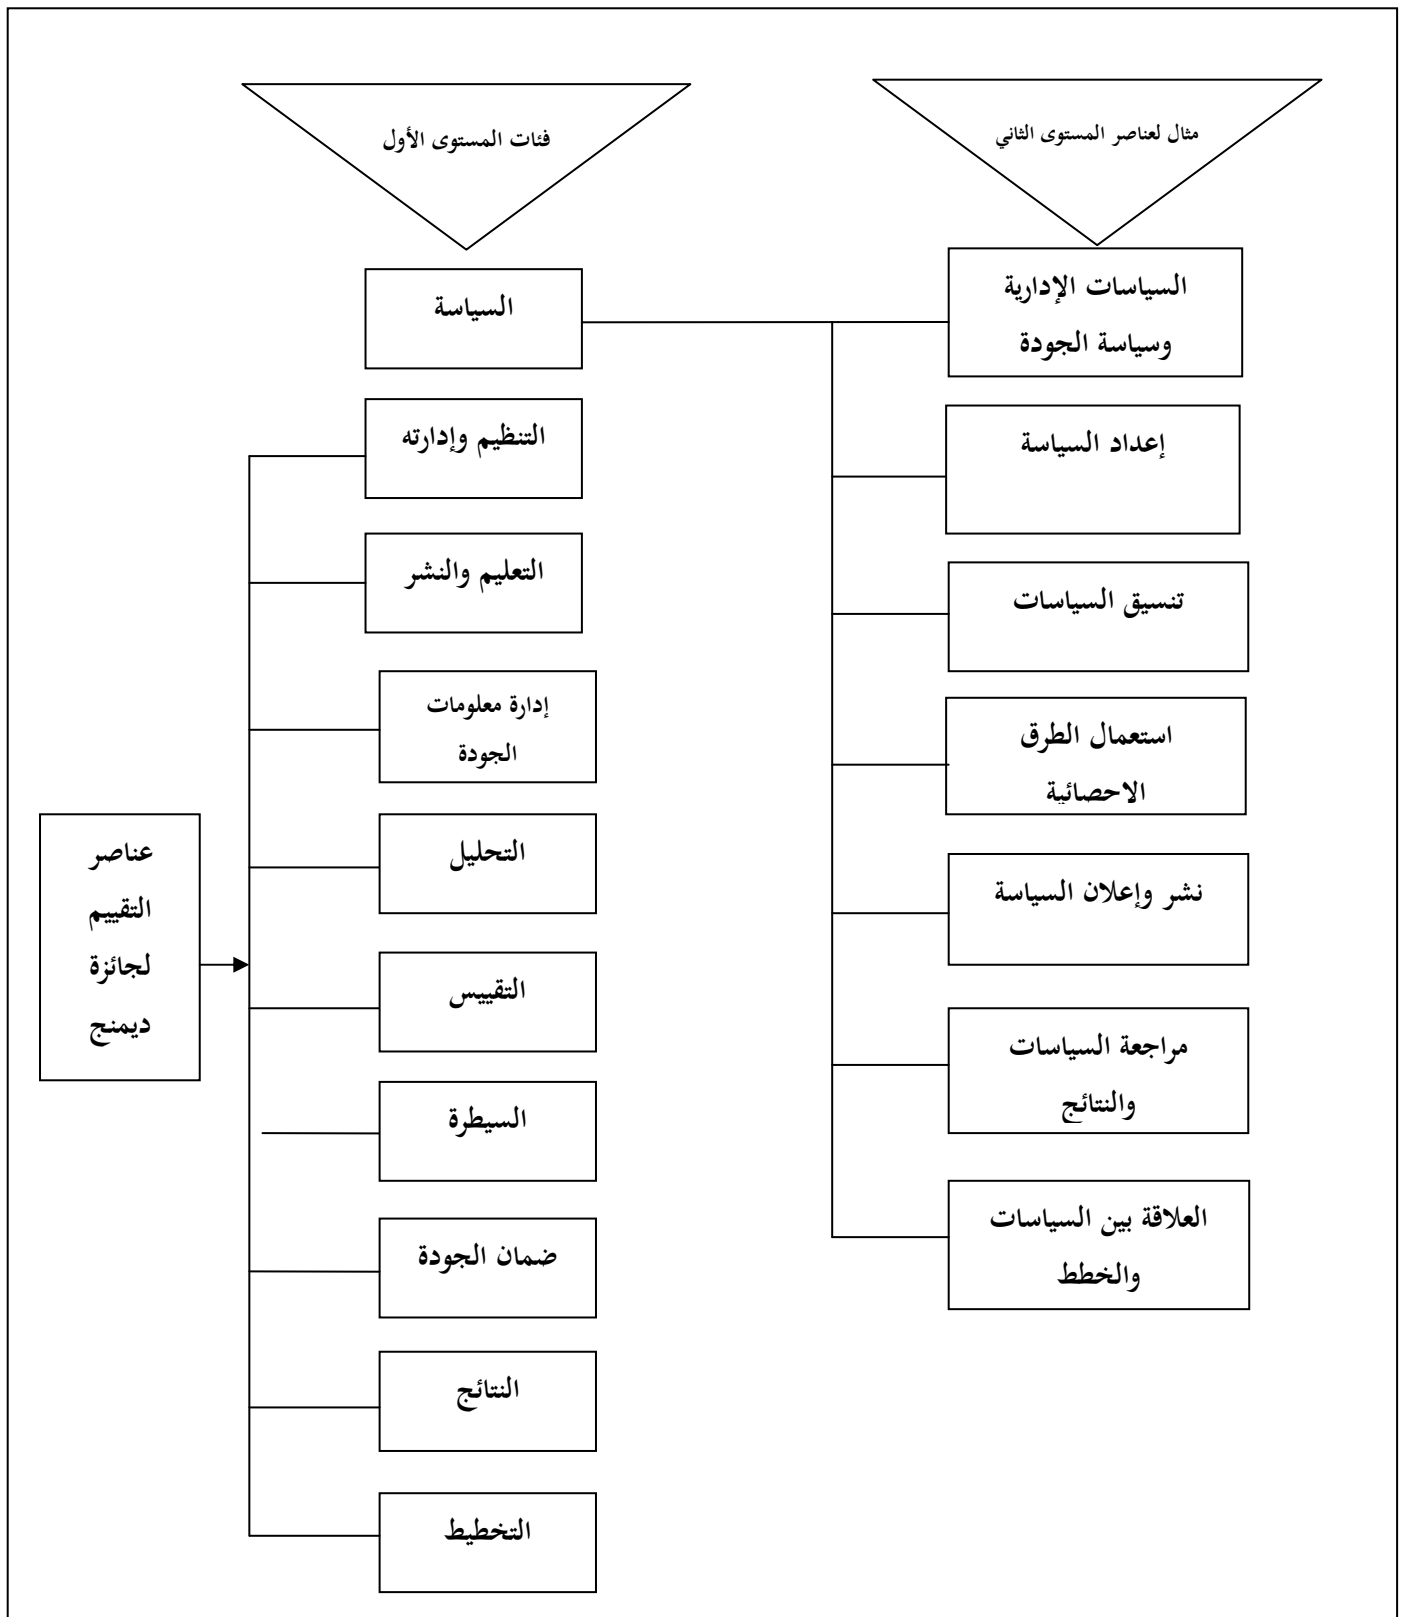 فئات المستوى الأول
مثال لعناصر المستوى الثاني
السياسة
التنظيم وإدارته
التعليم والنشر
إدارة معلومات
الجودة
التحليل
التقييس
السيطرة
ضمان الجودة
النتائج
التخطيط
عناصر
التقييم
لجائزة
ديمنج
السياسات الإدارية
وسياسة الجودة
إعداد السياسة
تنسيق السياسات
استعمال الطرق
الاحصائية
نشر وإعلان السياسة
مراجعة السياسات
والنتائج
العلاقة بين السياسات
والخطط